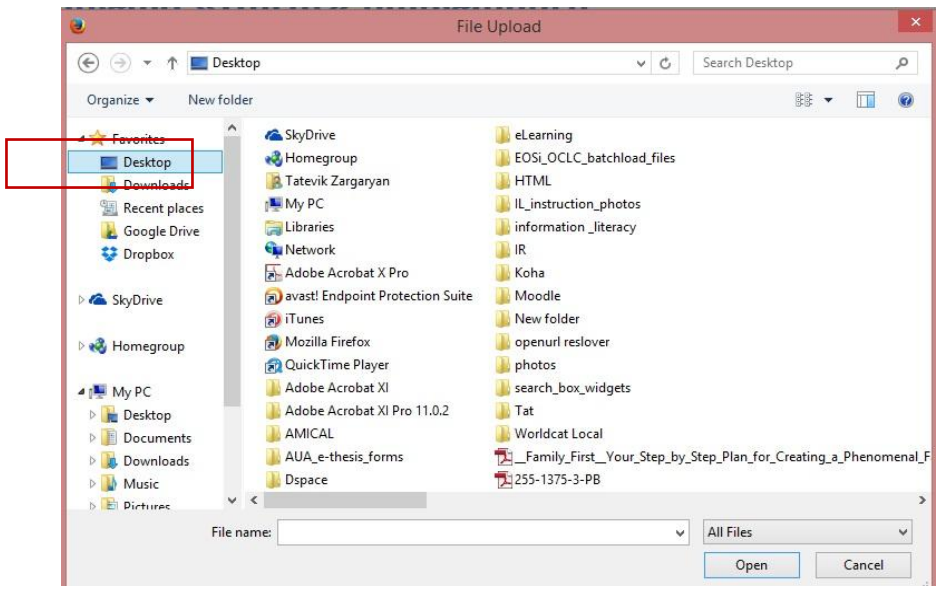 File Upload
Desktop
Search Desktop
Organize
New folder
Favorites
Desktop
Downloads
Recent places
Google Drive
Dropbox
SkyDrive
Homegroup
My PC
Desktop
Documents
Downloads
Music
Pictures
SkyDrive
Homegroup
Tatevik Zargaryan
My PC
Libraries
Network
Adobe Acrobat X Pro
avast! Endpoint Protection Suite
iTunes
Mozilla Firefox
QuickTime Player
Adobe Acrobat XI
Adobe Acrobat XI Pro 11.0.2
AMICAL
AUA_e-thesis_forms
Dspace
eLearning
EOSi_OCLC_batchload_files
HTML
IL_instruction_photos
information _literacy
IR
Koha
Moodle
New folder
openurl reslover
photos
search_box_widgets
Tat
Worldcat Local
__Family_First__Your_Step_by_Step_Plan_for_Creating_a_Phenomenal_F
255-1375-3-PB
File name:
All Files
Open
Cancel